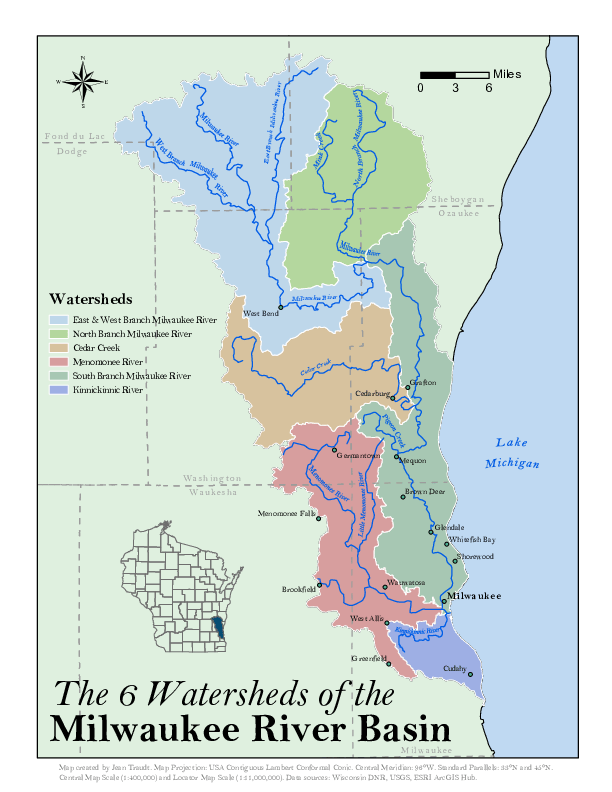 N
W E
S
Miles
0 3 6
Fond du Lac
Dodge
Milwaukee River
East Branch Milwaukee River
West Branch Milwaukee River
North Branch Milwaukee River
Sheboygan
Ozaukee
Milwaukee River
Milwaukee River
West Bend
Watersheds
East & West Branch Milwaukee River
North Branch Milwaukee River
Cedar Creek
Menomonee River
South Branch Milwaukee River
Kinnickinnic River
Cedar Creek
Grafton
Cedarburg
Pigeon Creek
Lake
Michigan
Germantown
Mequon
Washington
Waukesha
Menomonee River
Little Menomonee River
Brown Deer
Menomonee Falls
Glendale
Whitefish Bay
Shorewood
Brookfield
Wauwatosa
Milwaukee
West Allis
Kinnickinnic River
Greenfield
Cudahy
The 6 Watersheds of the
Milwaukee River Basin
Milwaukee
Map created by Jean Traudt. Map Projection: USA Contiguous Lambert Conformal Conic. Central Meridian: 96°W. Standard Parallels: 33°N and 45°N.
Central Map Scale (1:400,000) and Locator Map Scale (1:11,000,000). Data sources: Wisconsin DNR, USGS, ESRI ArcGIS Hub.